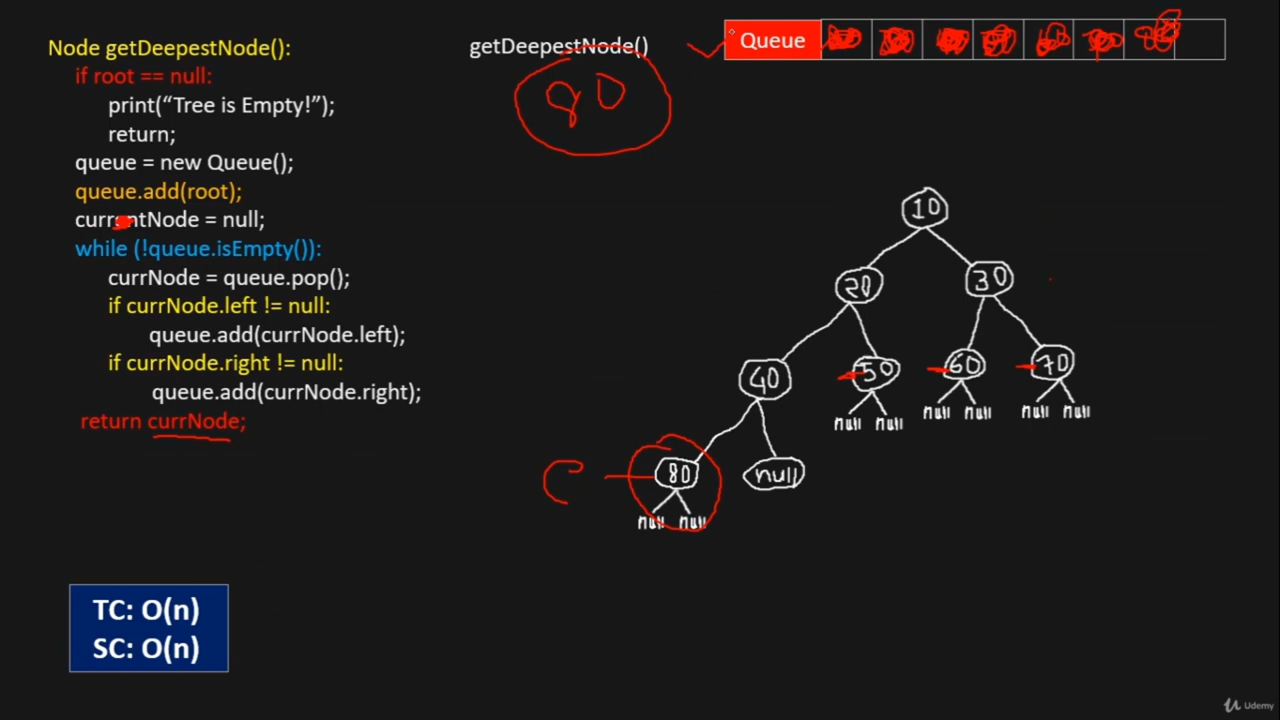 Node getDeepestNode():
if root == null:
print(“Tree is Empty!”);
return;
queue = new Queue();
queue.add(root);
currentNode = null;
while (!queue.isEmpty()):
currNode = queue.pop();
if currNode.left != null:
queue.add(currNode.left);
if currNode.right != null:
queue.add(currNode.right);
return currNode;
TC: O(n)
SC: O(n)
getDeepestNode()
80
Queue
10
20 30
40 50 60 70
null null null null null null
C 80 null
null null
Udemy